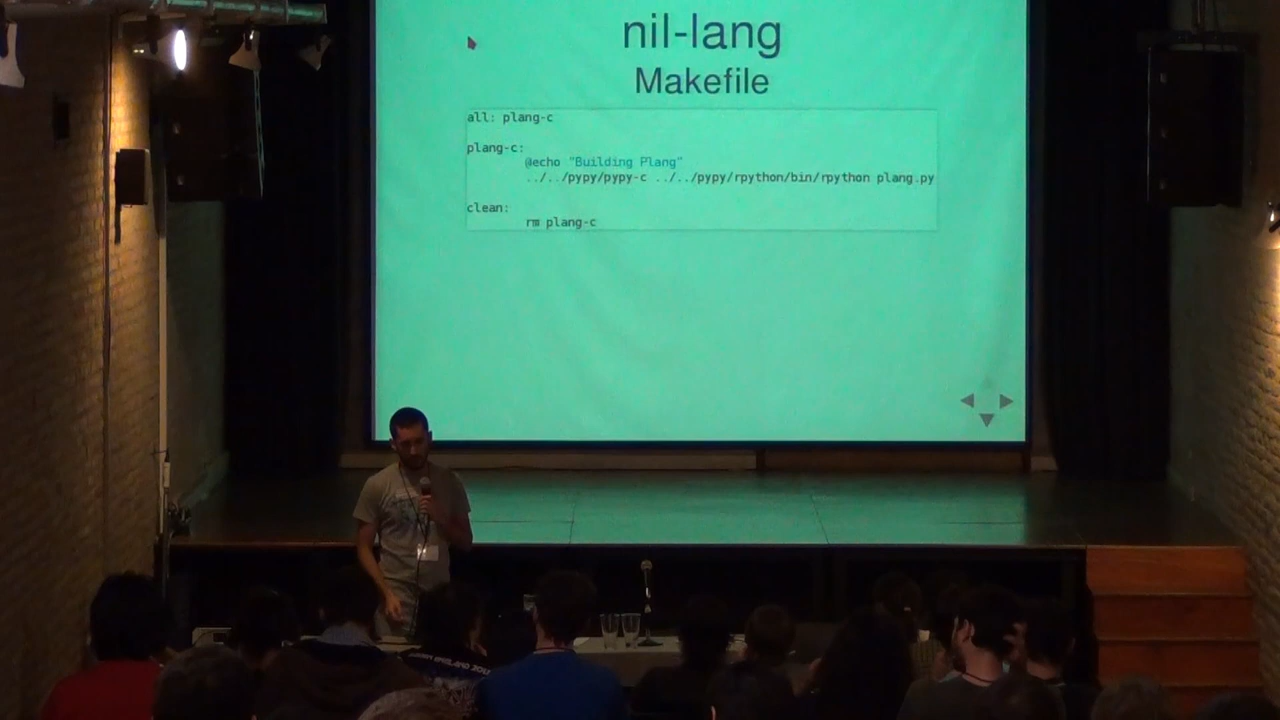 nil-lang
Makefile
all: plang-c
plang-c:
@echo "Building Plang"
../../pypy/pypy-c ../../pypy/rpython/bin/rpython plang.py
clean:
rm plang-c